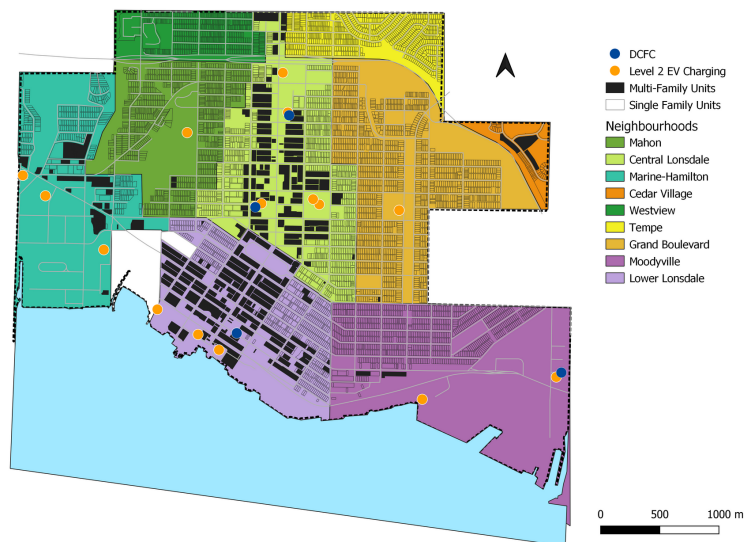 DCFC
Level 2 EV Charging
Multi-Family Units
Single Family Units
Neighbourhoods
Mahon
Central Lonsdale
Marine-Hamilton
Cedar Village
Westview
Tempe
Grand Boulevard
Moodyville
Lower Lonsdale
0 500 1000 m